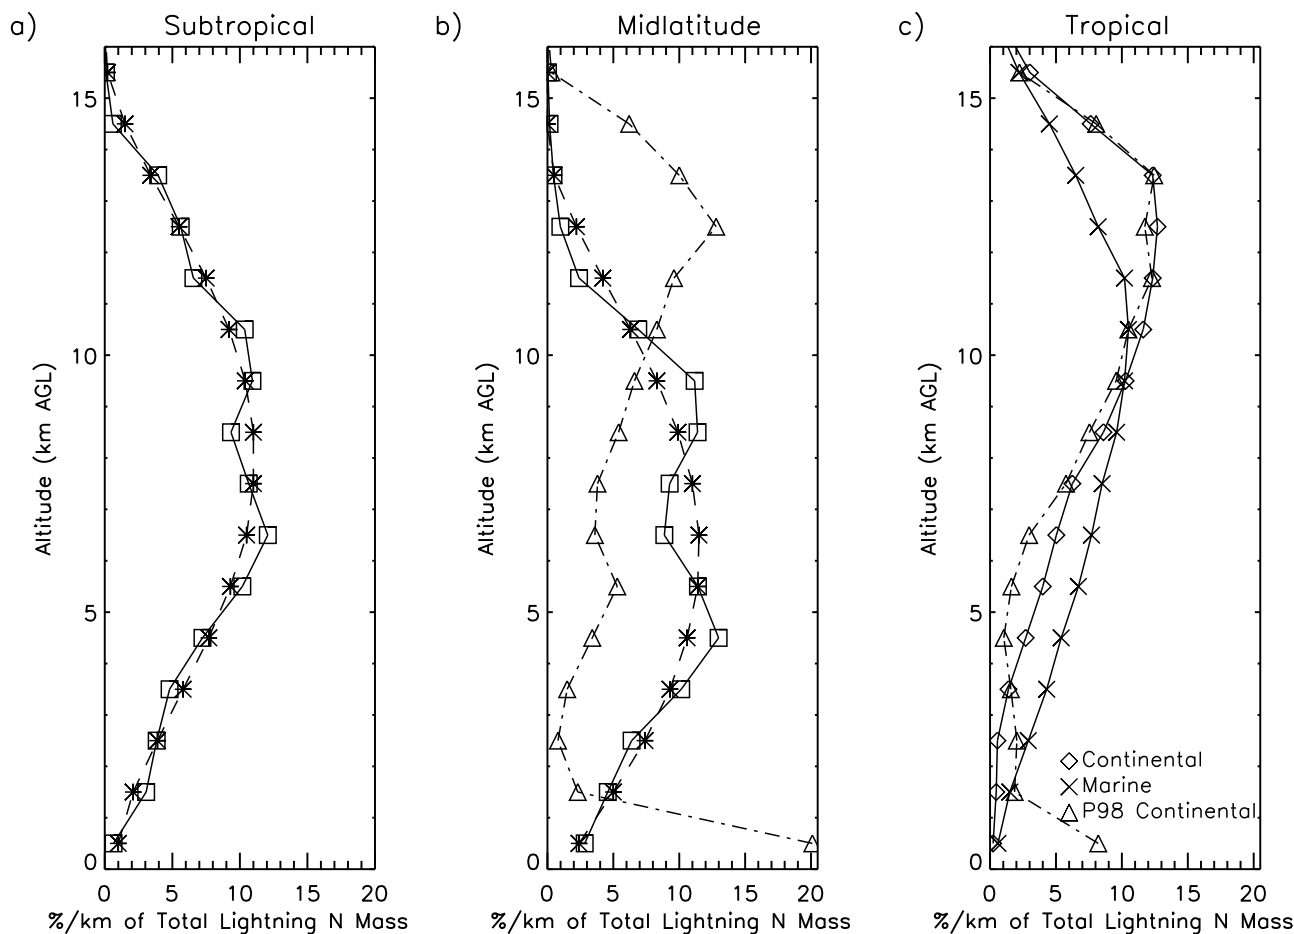 a) Subtropical b) Midlatitude c) Tropical
15 15 15
10 10 10
Altitude (km AGL) Altitude (km AGL) Altitude (km AGL)
5 5 5
Continental
Marine
P98 Continental
0 0 0
0 5 10 15 20 0 5 10 15 20 0 5 10 15 20
%/km of Total Lightning N Mass %/km of Total Lightning N Mass %/km of Total Lightning N Mass